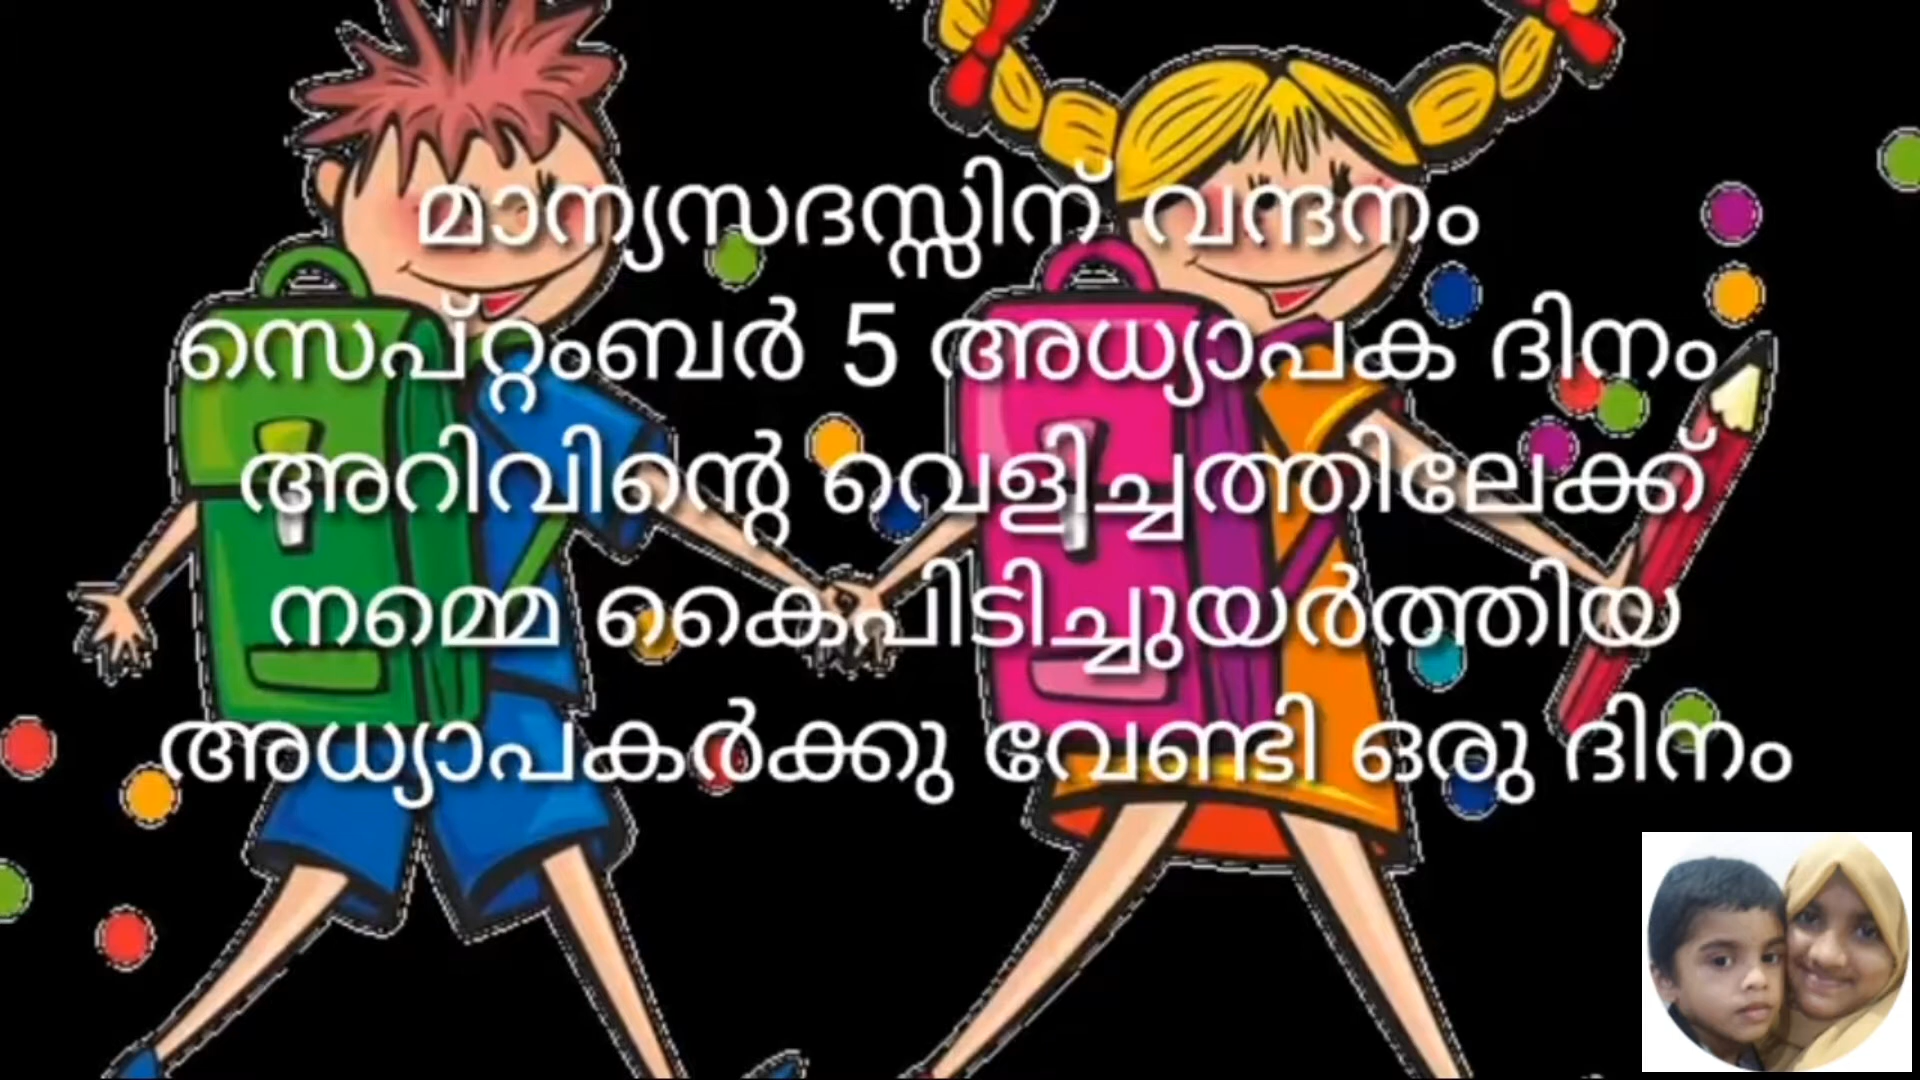 മാന്യസദസ്സിന് വന്ദനം
സെപ്റ്റംബർ 5 അധ്യാപക ദിനം
അറിവിന്റെ വെളിച്ചത്തിലേക്ക്
നമ്മെ കൈപിടിച്ചുയർത്തിയ
അധ്യാപകർക്കു വേണ്ടി ഒരു ദിനം